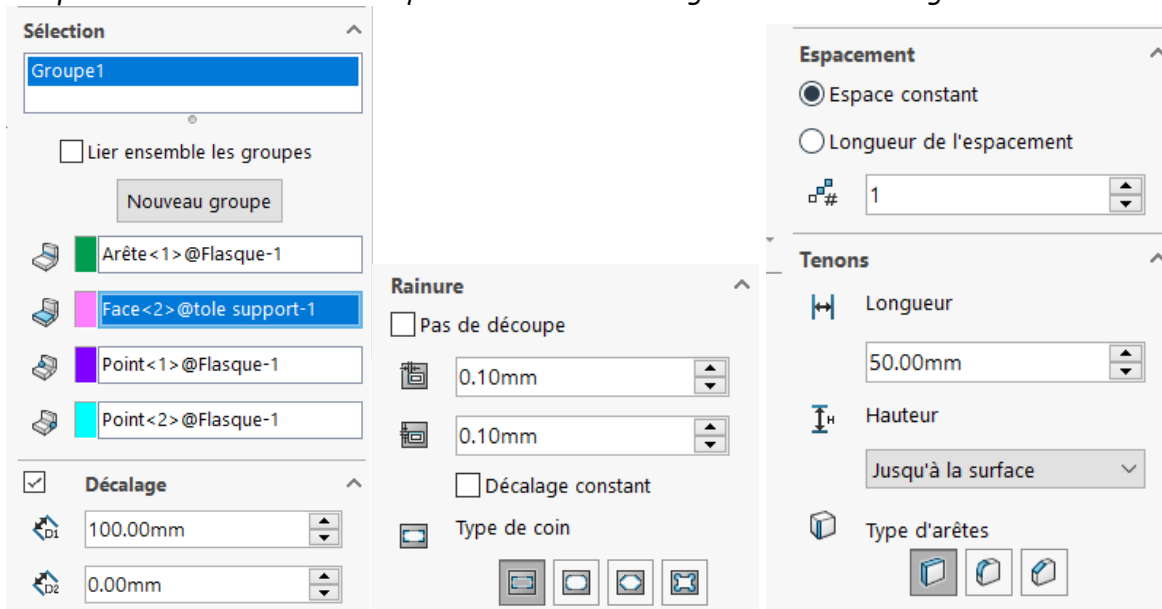 Sélection
Groupe1
Lier ensemble les groupes
Nouveau groupe
Arête<1>@Flasque-1
Face<2>@tole support-1
Point<1>@Flasque-1
Point<2>@Flasque-1
Décalage
D1
100.00mm
D2
0.00mm
Rainure
Pas de découpe
0.10mm
0.10mm
Décalage constant
Type de coin
Espacement
Espace constant
Longueur de l'espacement
#
1
Tenons
Longueur
50.00mm
H
Hauteur
Jusqu'à la surface
Type d'arêtes